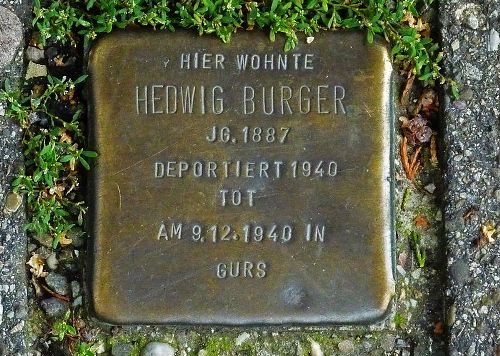 HIER WOHNTE
HEDWIG BURGER
JG. 1887
DEPORTIERT 1940
TOT
AM 9.12.1940 IN
GURS